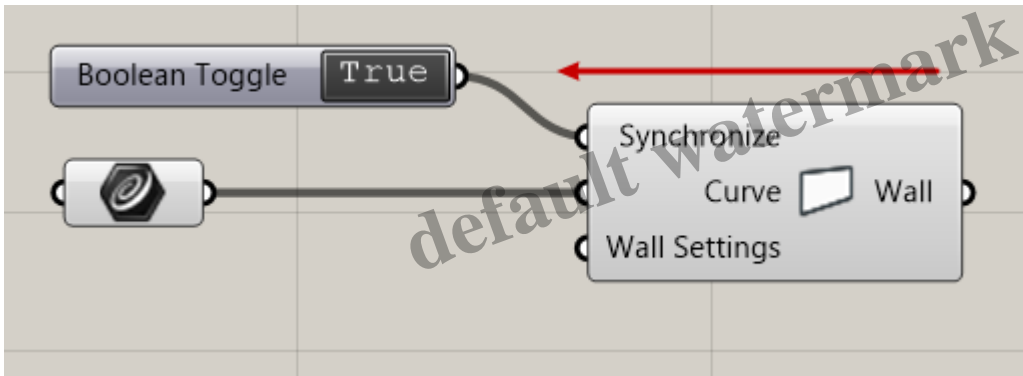 Boolean Toggle True
Synchronize
Curve Wall
Wall Settings
default watermark